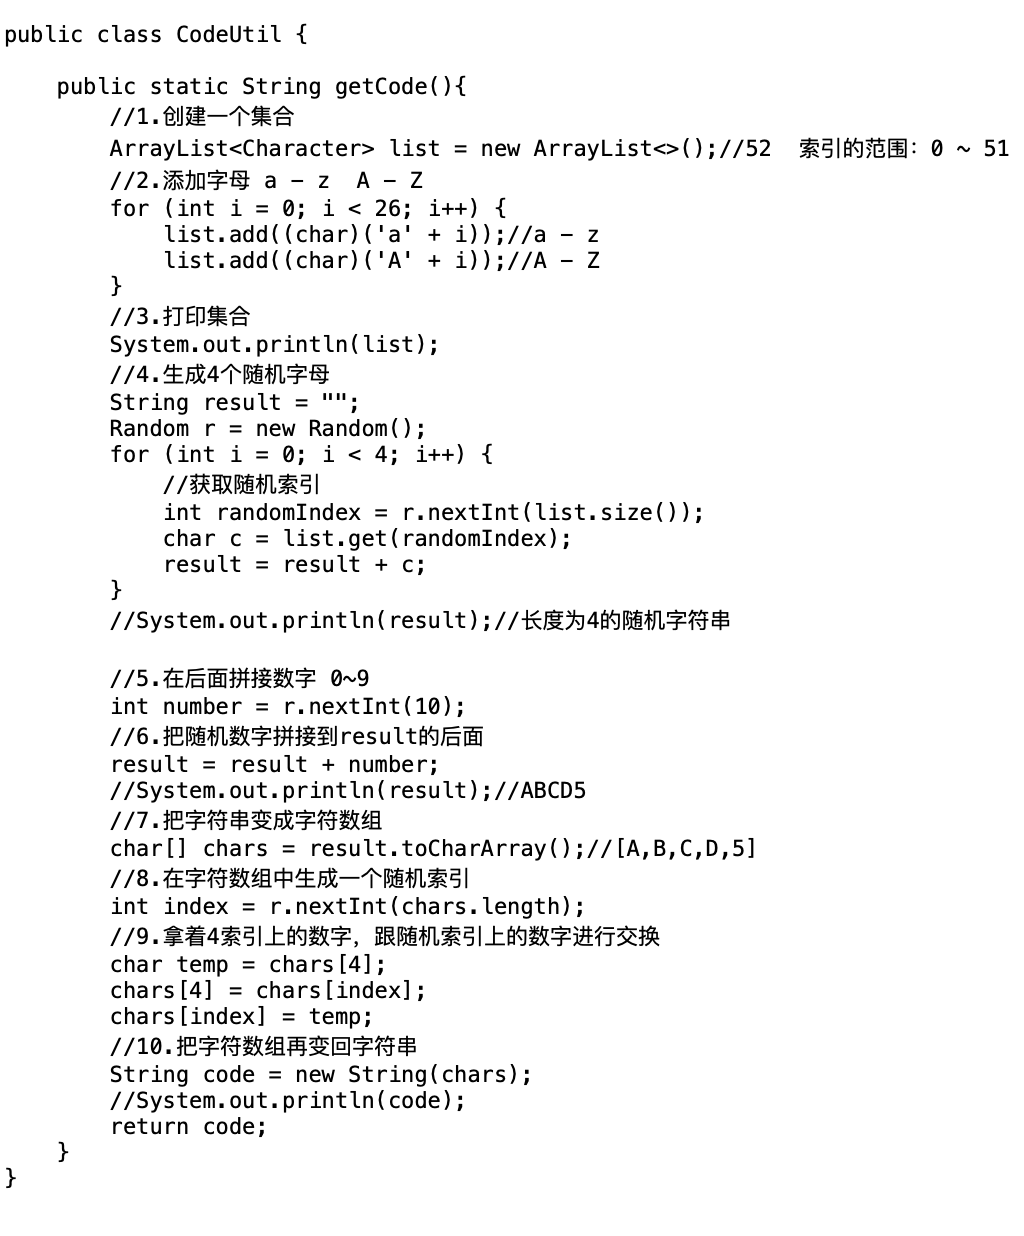 public class CodeUtil {
    public static String getCode(){
        //1.创建一个集合
        ArrayList<Character> list = new ArrayList<>();//52  索引的范围：0 ~ 51
        //2.添加字母 a - z  A - Z
        for (int i = 0; i < 26; i++) {
            list.add((char)('a' + i));//a - z
            list.add((char)('A' + i));//A - Z
        }
        //3.打印集合
        System.out.println(list);
        //4.生成4个随机字母
        String result = "";
        Random r = new Random();
        for (int i = 0; i < 4; i++) {
            //获取随机索引
            int randomIndex = r.nextInt(list.size());
            char c = list.get(randomIndex);
            result = result + c;
        }
        //System.out.println(result);//长度为4的随机字符串
        //5.在后面拼接数字 0~9
        int number = r.nextInt(10);
        //6.把随机数字拼接到result的后面
        result = result + number;
        //System.out.println(result);//ABCD5
        //7.把字符串变成字符数组
        char[] chars = result.toCharArray();//[A,B,C,D,5]
        //8.在字符数组中生成一个随机索引
        int index = r.nextInt(chars.length);
        //9.拿着4索引上的数字，跟随机索引上的数字进行交换
        char temp = chars[4];
        chars[4] = chars[index];
        chars[index] = temp;
        //10.把字符数组再变回字符串
        String code = new String(chars);
        //System.out.println(code);
        return code;
    }
}